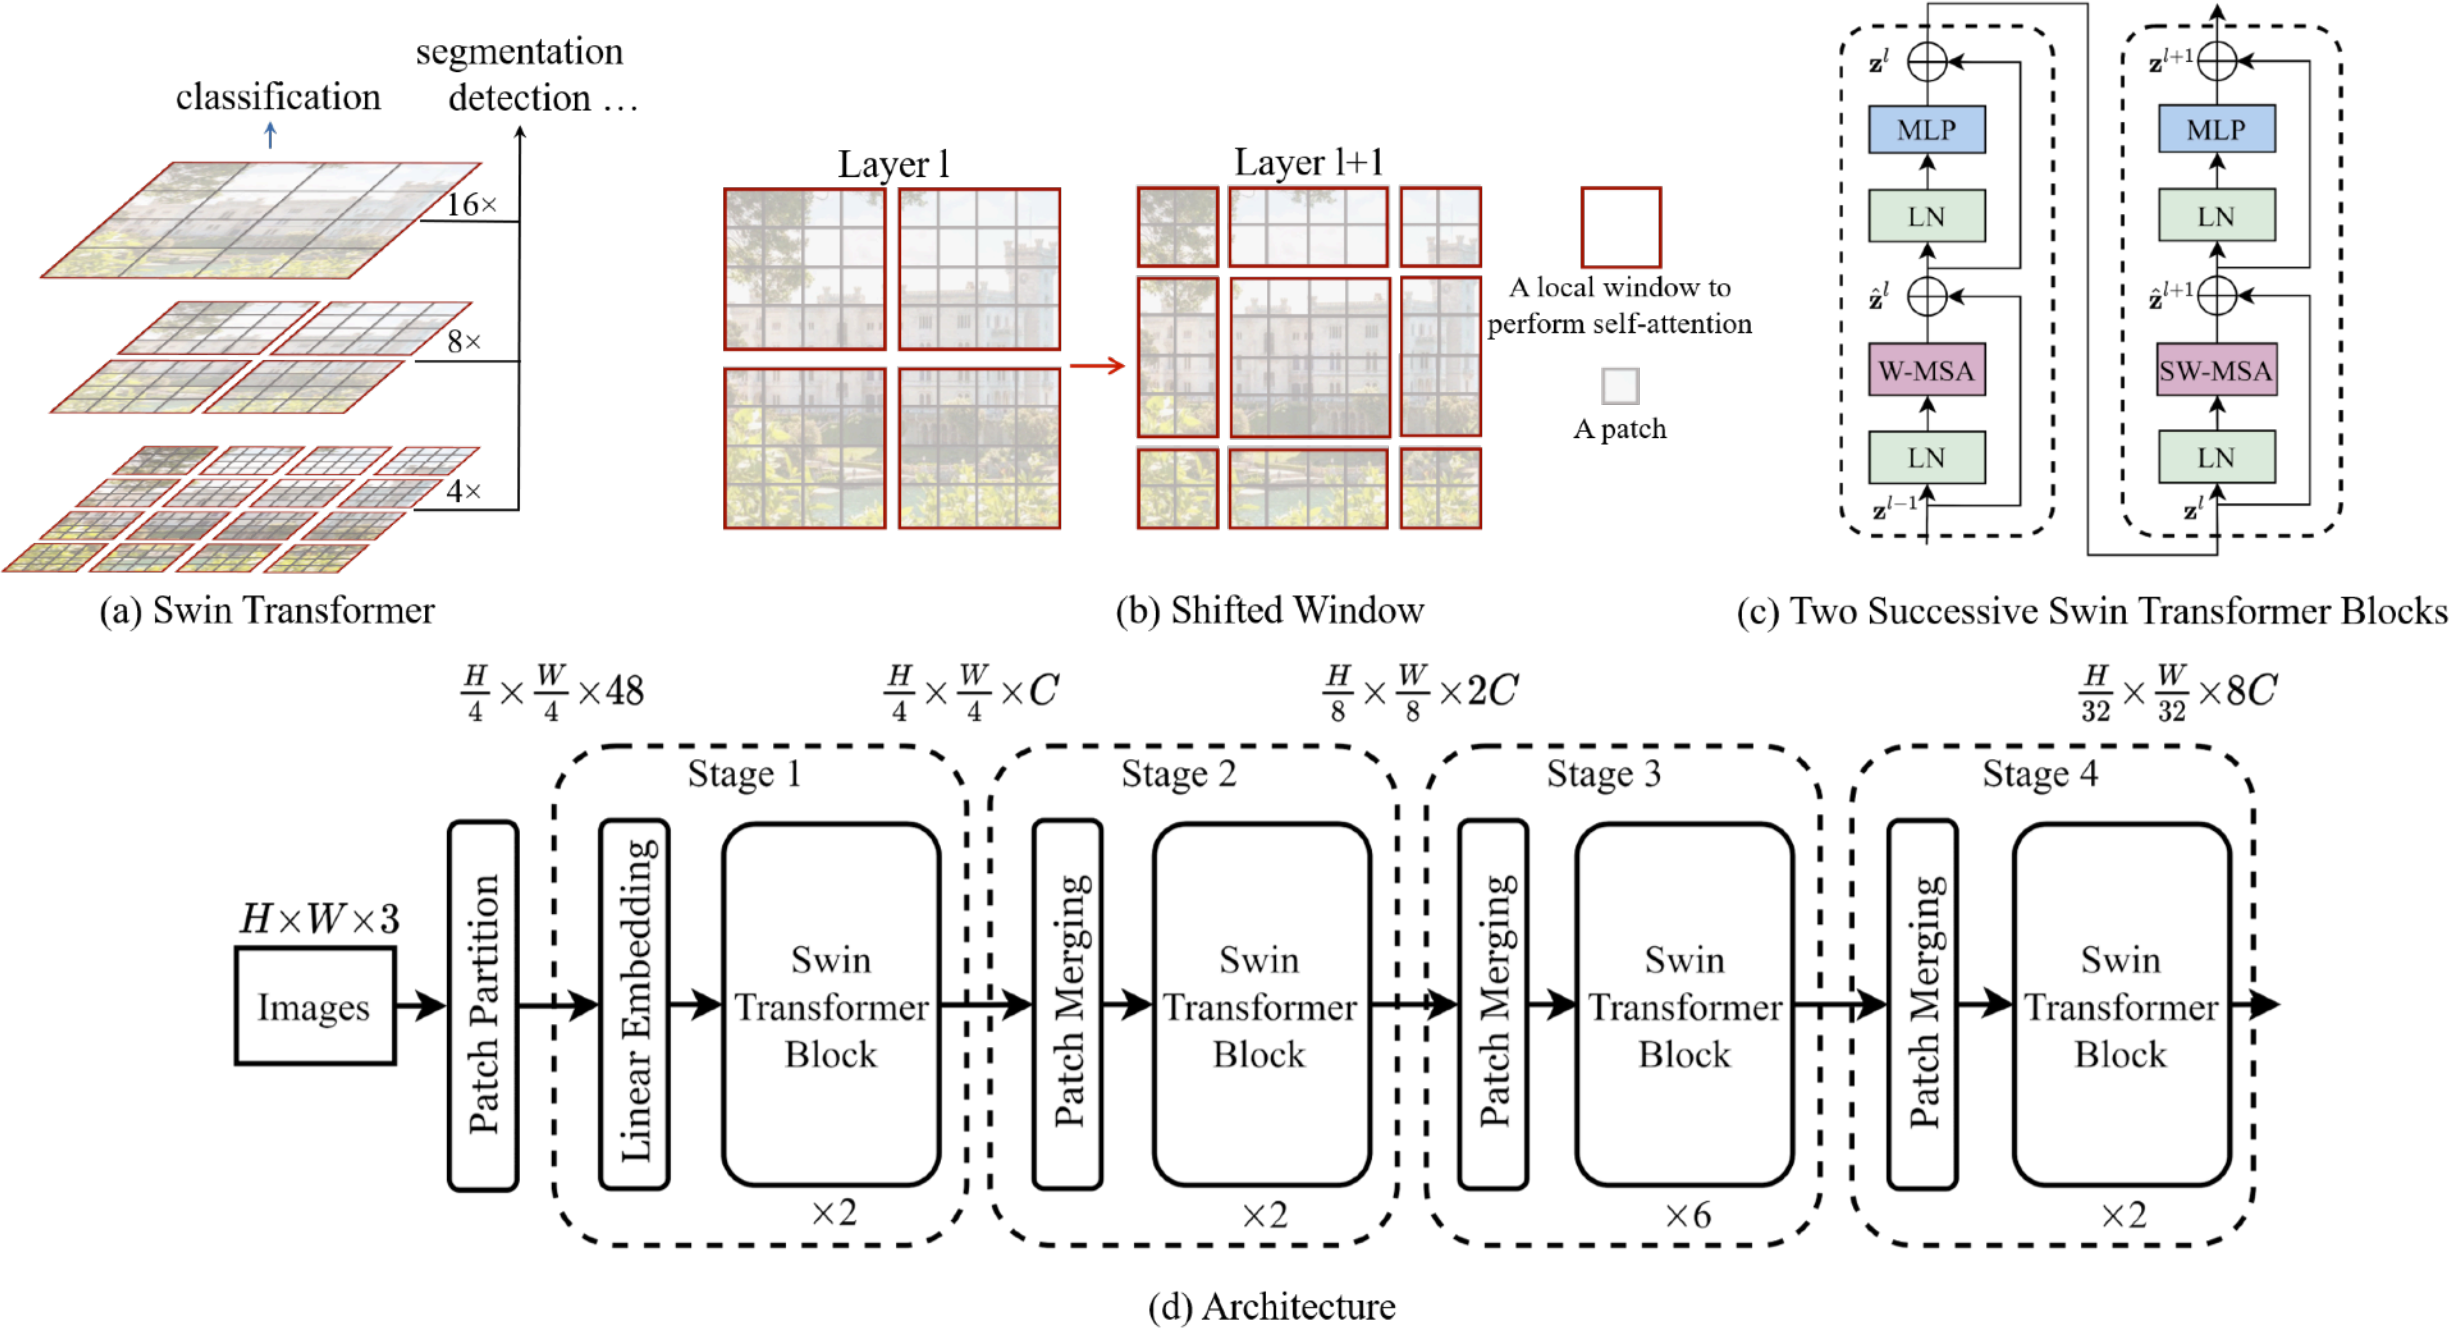 segmentation
detection …
classification
16×
8×
4×
(a) Swin Transformer
Layer l
Layer l+1
A local window to
perform self-attention
A patch
(b) Shifted Window
z^l
MLP
LN
ẑ^l
W-MSA
LN
z^{l−1}
z^{l+1}
MLP
LN
ẑ^{l+1}
SW-MSA
LN
z^l
(c) Two Successive Swin Transformer Blocks
H/4 × W/4 ×48
H/4 × W/4 ×C
H/8 × W/8 ×2C
H/32 × W/32 ×8C
Stage 1
Stage 2
Stage 3
Stage 4
H×W×3
Images
Patch Partition
Linear Embedding
Swin
Transformer
Block
×2
Patch Merging
Swin
Transformer
Block
×2
Patch Merging
Swin
Transformer
Block
×6
Patch Merging
Swin
Transformer
Block
×2
(d) Architecture